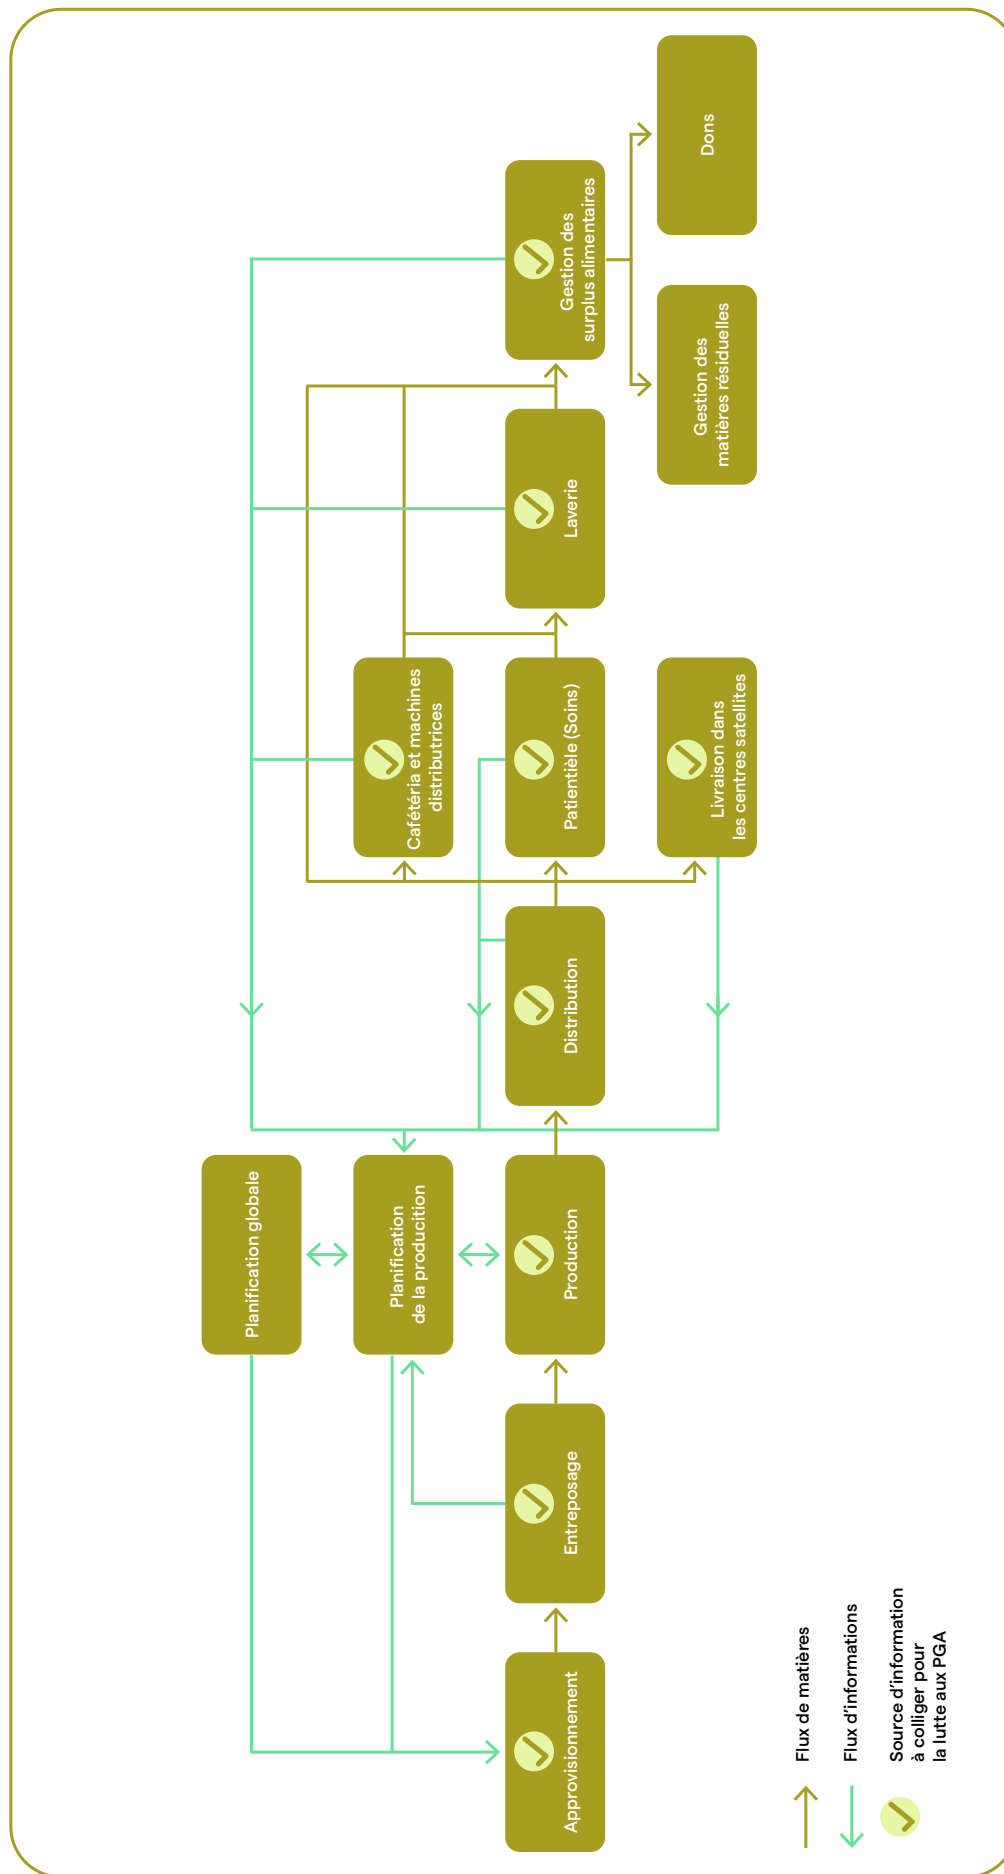 Planification globale
Planification
de la producition
Cafétéria et machines
distributrices
Approvisionnement
Entreposage
Production
Distribution
Patientièle (Soins)
Laverie
Gestion des
surplus alimentaires
Livraison dans
les centres satellites
Gestion des
matières résiduelles
Dons
Flux de matières
Flux d'informations
Source d'information
à colliger pour
la lutte aux PGA